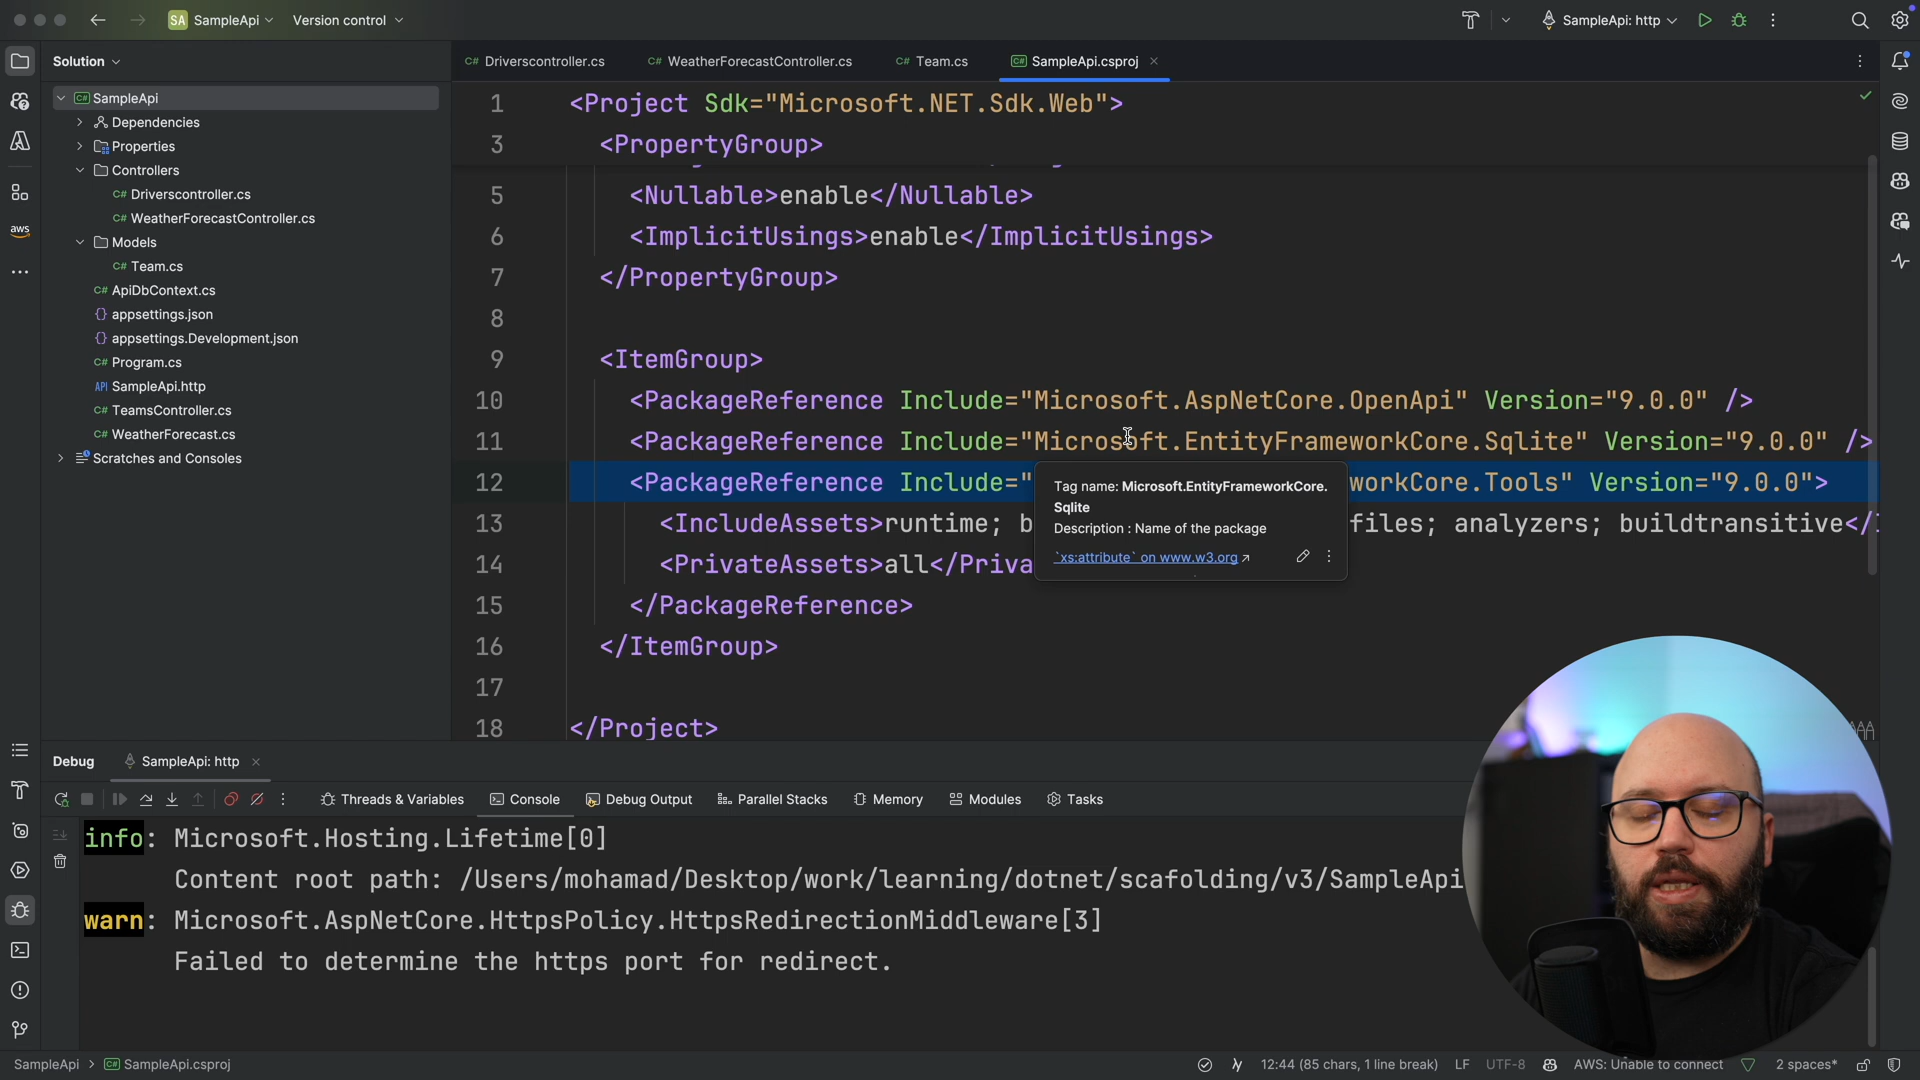 SA SampleApi
Version control
SampleApi: http
Solution
Driverscontroller.cs
WeatherForecastController.cs
Team.cs
SampleApi.csproj
SampleApi
Dependencies
Properties
Controllers
C# Driverscontroller.cs
C# WeatherForecastController.cs
Models
C# Team.cs
C# ApiDbContext.cs
{} appsettings.json
{} appsettings.Development.json
C# Program.cs
API SampleApi.http
C# TeamsController.cs
C# WeatherForecast.cs
Scratches and Consoles
aws
1 <Project Sdk="Microsoft.NET.Sdk.Web">
3 <PropertyGroup>
5 <Nullable>enable</Nullable>
6 <ImplicitUsings>enable</ImplicitUsings>
7 </PropertyGroup>
8
9 <ItemGroup>
10 <PackageReference Include="Microsoft.AspNetCore.OpenApi" Version="9.0.0" />
11 <PackageReference Include="Microsoft.EntityFrameworkCore.Sqlite" Version="9.0.0" />
12 <PackageReference Include=" workCore.Tools" Version="9.0.0">
13 <IncludeAssets>runtime; b files; analyzers; buildtransitive</
14 <PrivateAssets>all</Priva
15 </PackageReference>
16 </ItemGroup>
17
18 </Project>
Tag name: Microsoft.EntityFrameworkCore.
Sqlite
Description : Name of the package
`xs:attribute` on www.w3.org
Debug
SampleApi: http
Threads & Variables
Console
Debug Output
Parallel Stacks
Memory
Modules
Tasks
info: Microsoft.Hosting.Lifetime[0]
Content root path: /Users/mohamad/Desktop/work/learning/dotnet/scafolding/v3/SampleApi
warn: Microsoft.AspNetCore.HttpsPolicy.HttpsRedirectionMiddleware[3]
Failed to determine the https port for redirect.
SampleApi > SampleApi.csproj
12:44 (85 chars, 1 line break)
LF
UTF-8
AWS: Unable to connect
2 spaces*